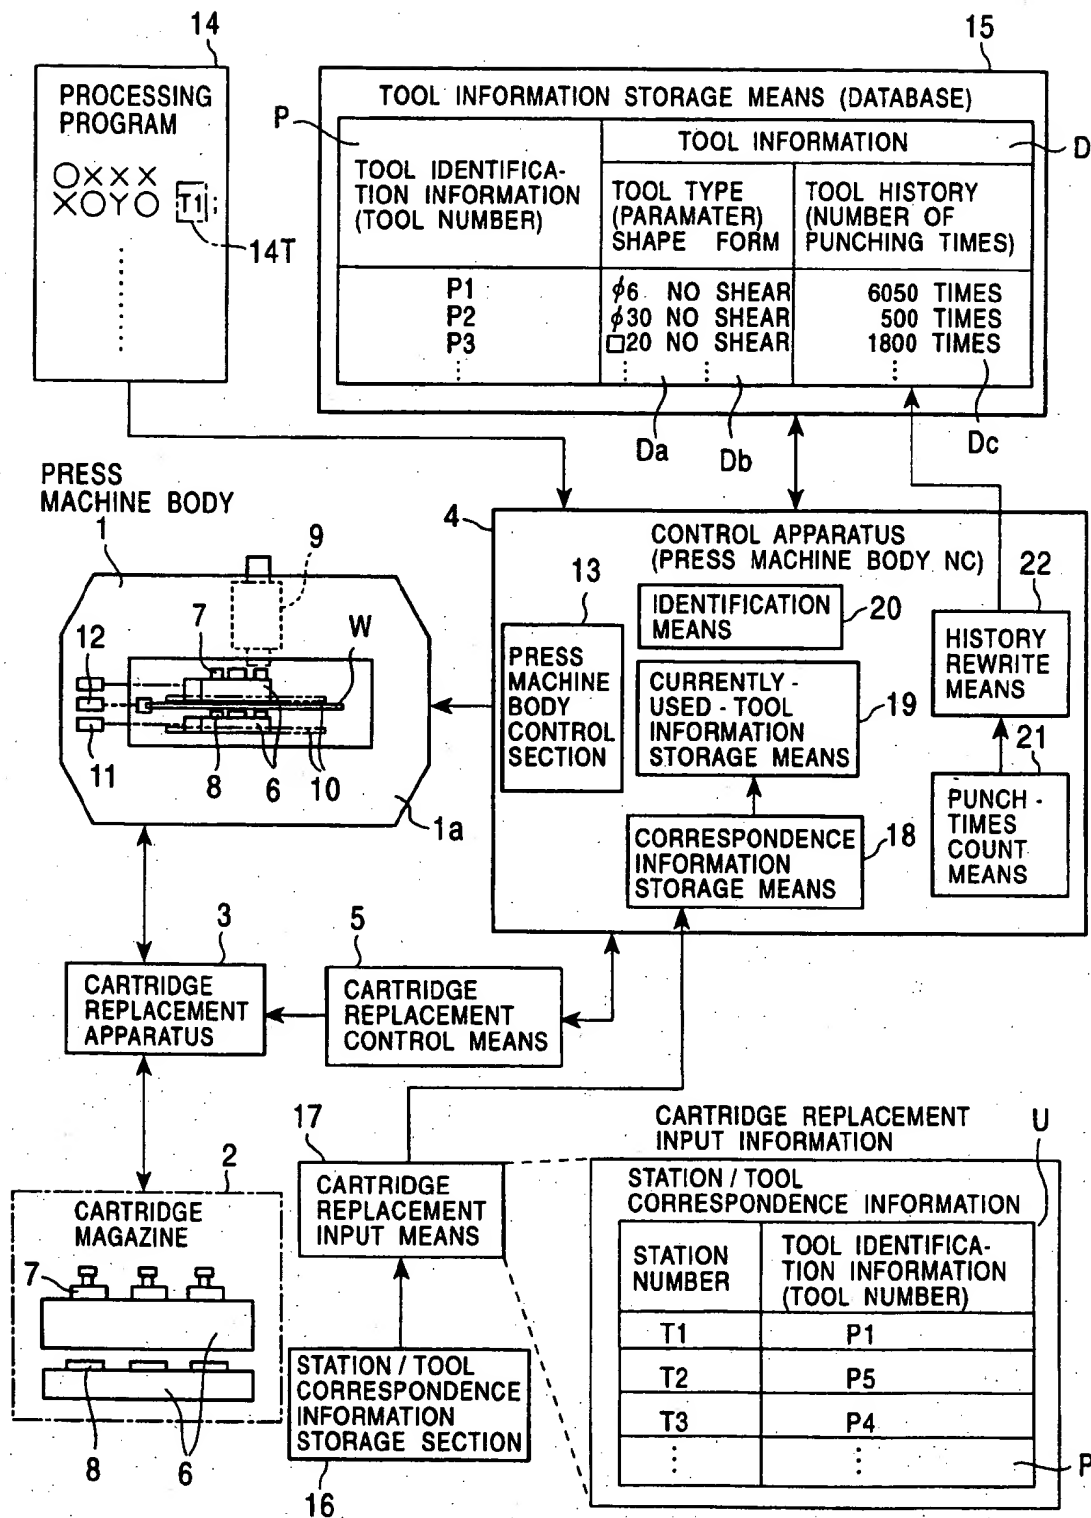 14
PROCESSING
PROGRAM
○×××
×○Y○ T1 ;
14T
15
TOOL INFORMATION STORAGE MEANS (DATABASE)
P
D
TOOL IDENTIFICA-
TION INFORMATION
(TOOL NUMBER)
TOOL INFORMATION
TOOL TYPE
(PARAMATER)
SHAPE FORM
TOOL HISTORY
(NUMBER OF
PUNCHING TIMES)
P1 φ6 NO SHEAR 6050 TIMES
P2 φ30 NO SHEAR 500 TIMES
P3 □20 NO SHEAR 1800 TIMES
Da
Db
Dc
PRESS
MACHINE BODY
1
9
W
7
12
11
8
6
10
1a
4
CONTROL APPARATUS
(PRESS MACHINE BODY NC)
13
PRESS
MACHINE
BODY
CONTROL
SECTION
IDENTIFICATION
MEANS
20
CURRENTLY-
USED-TOOL
INFORMATION
STORAGE MEANS
19
CORRESPONDENCE
INFORMATION
STORAGE MEANS
18
22
HISTORY
REWRITE
MEANS
21
PUNCH-
TIMES
COUNT
MEANS
3
CARTRIDGE
REPLACEMENT
APPARATUS
5
CARTRIDGE
REPLACEMENT
CONTROL MEANS
2
CARTRIDGE
MAGAZINE
7
8
6
17
CARTRIDGE
REPLACEMENT
INPUT MEANS
STATION / TOOL
CORRESPONDENCE
INFORMATION
STORAGE SECTION
16
CARTRIDGE REPLACEMENT
INPUT INFORMATION
U
STATION / TOOL
CORRESPONDENCE INFORMATION
STATION
NUMBER
TOOL IDENTIFICA-
TION INFORMATION
(TOOL NUMBER)
T1 P1
T2 P5
T3 P4
P